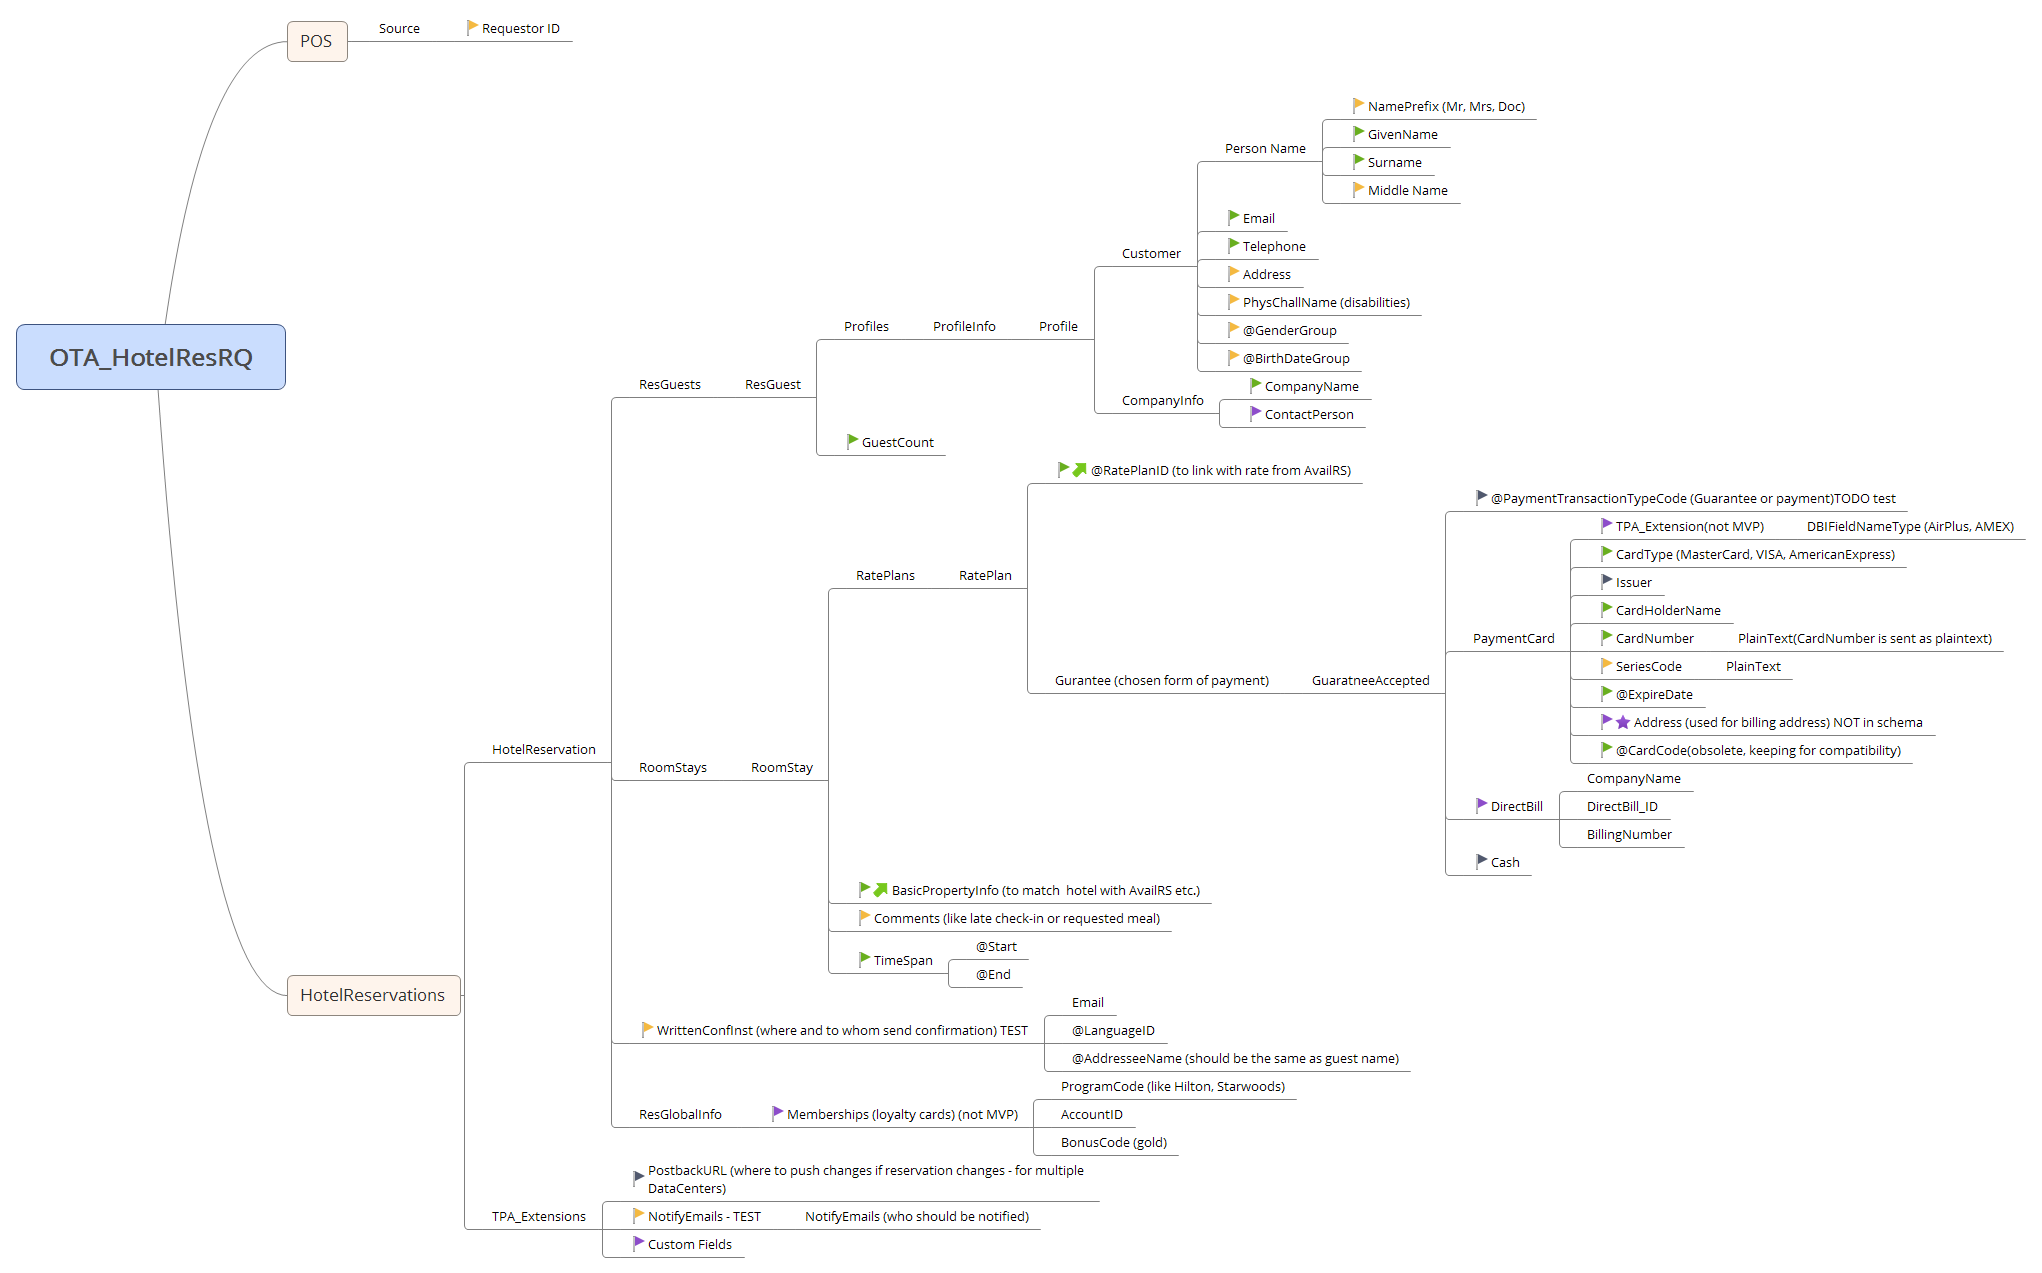 POS
Source
Requestor ID
OTA_HotelResRQ
HotelReservations
HotelReservation
ResGuests
ResGuest
Profiles
ProfileInfo
Profile
Customer
Person Name
NamePrefix (Mr, Mrs, Doc)
GivenName
Surname
Middle Name
Email
Telephone
Address
PhysChallName (disabilities)
@GenderGroup
@BirthDateGroup
CompanyInfo
CompanyName
ContactPerson
GuestCount
RoomStays
RoomStay
RatePlans
RatePlan
@RatePlanID (to link with rate from AvailRS)
Gurantee (chosen form of payment)
GuaratneeAccepted
@PaymentTransactionTypeCode (Guarantee or payment)TODO test
PaymentCard
TPA_Extension(not MVP)
DBIFieldNameType (AirPlus, AMEX)
CardType (MasterCard, VISA, AmericanExpress)
Issuer
CardHolderName
CardNumber
PlainText(CardNumber is sent as plaintext)
SeriesCode
PlainText
@ExpireDate
Address (used for billing address) NOT in schema
@CardCode(obsolete, keeping for compatibility)
DirectBill
CompanyName
DirectBill_ID
BillingNumber
Cash
BasicPropertyInfo (to match  hotel with AvailRS etc.)
Comments (like late check-in or requested meal)
TimeSpan
@Start
@End
WrittenConfInst (where and to whom send confirmation) TEST
Email
@LanguageID
@AddresseeName (should be the same as guest name)
ResGlobalInfo
Memberships (loyalty cards) (not MVP)
ProgramCode (like Hilton, Starwoods)
AccountID
BonusCode (gold)
TPA_Extensions
PostbackURL (where to push changes if reservation changes - for multiple
DataCenters)
NotifyEmails - TEST
NotifyEmails (who should be notified)
Custom Fields